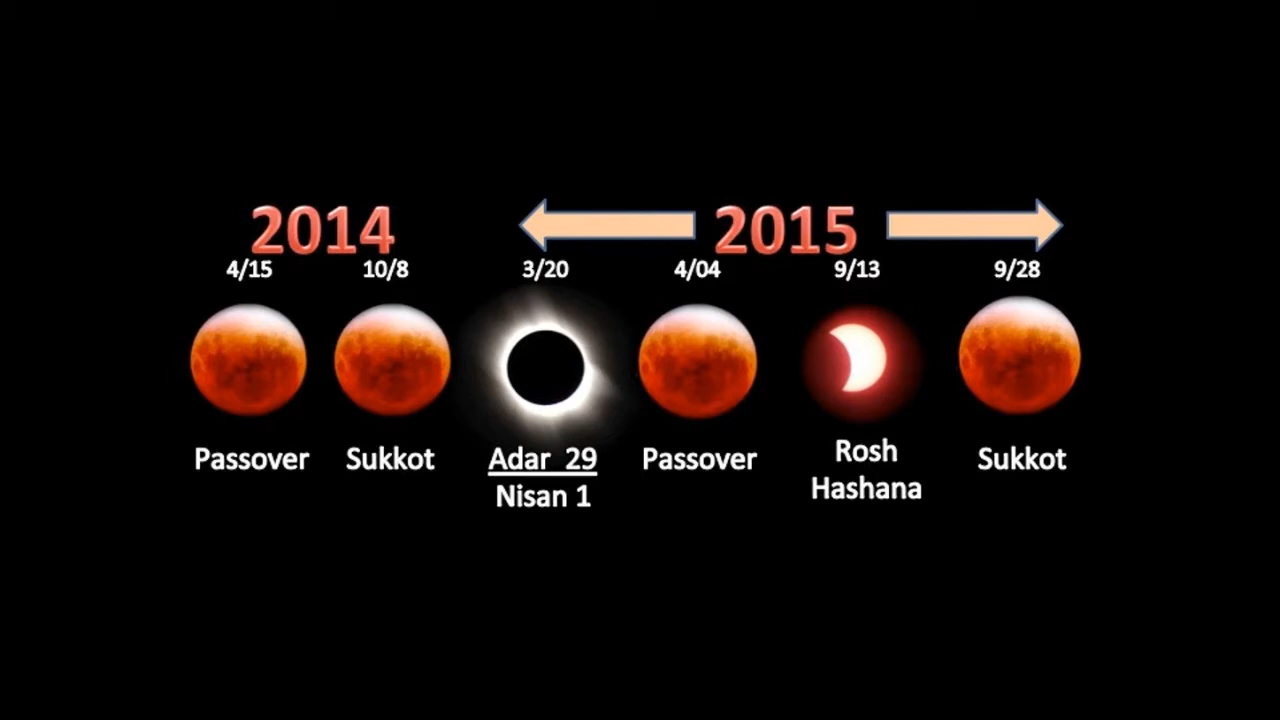 2014 2015
4/15 10/8 3/20 4/04 9/13 9/28
Passover Sukkot Adar 29 Passover Rosh Sukkot
Nisan 1 Hashana